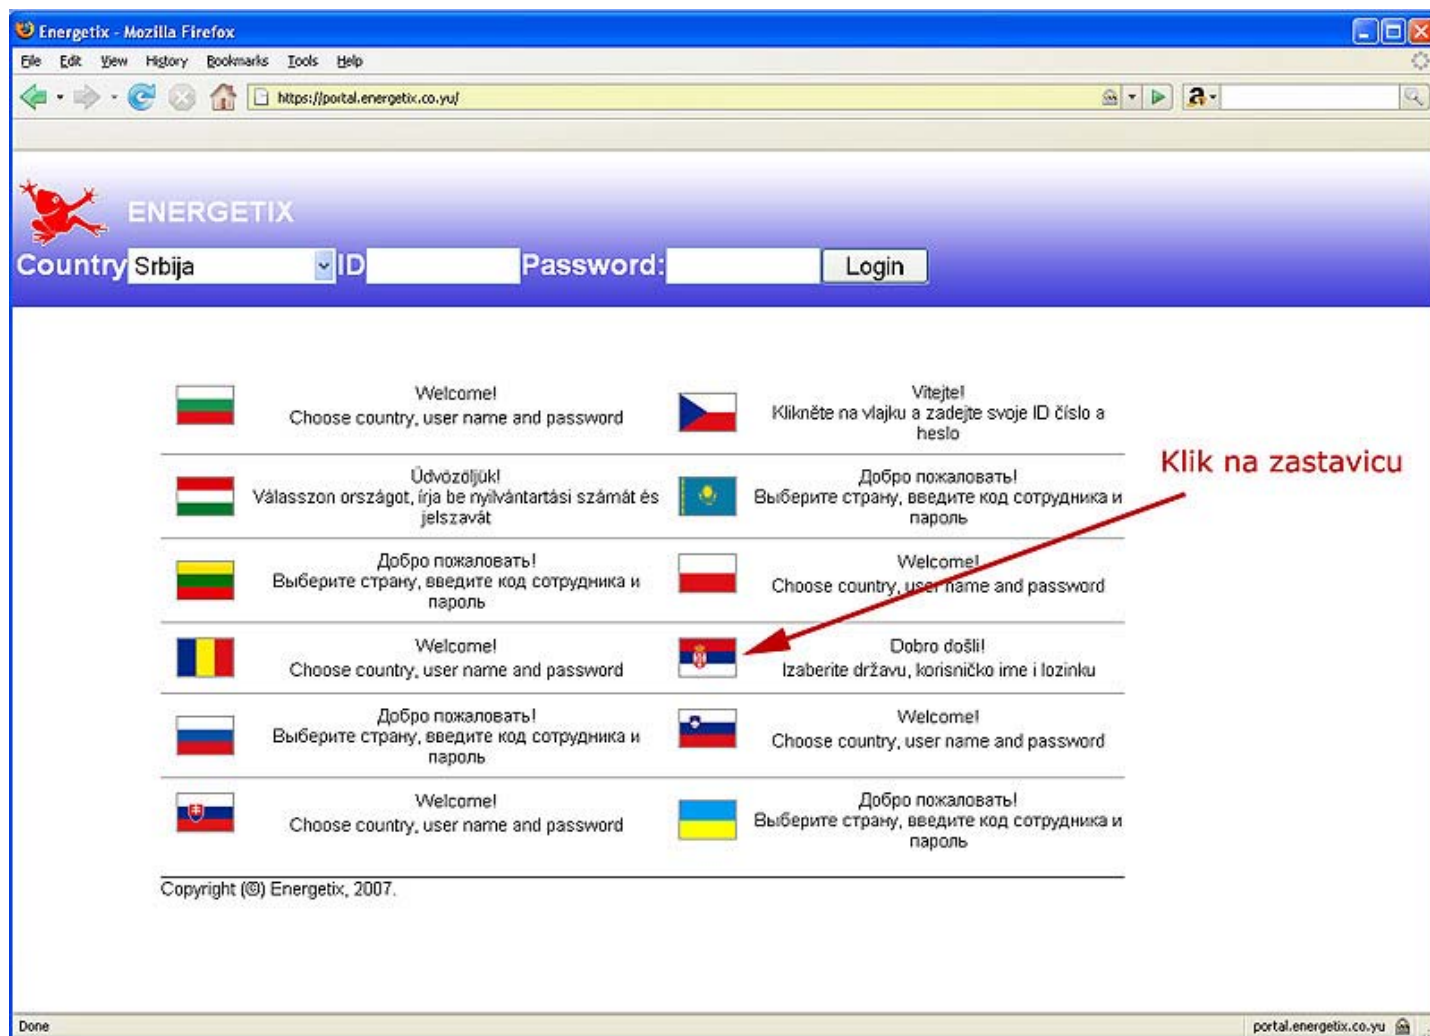 Energetix - Mozilla Firefox
File Edit View History Bookmarks Tools Help
https://portal.energetix.co.yu/
ENERGETIX
Country Srbija ID Password: Login
Welcome!
Choose country, user name and password
Vítejte!
Klikněte na vlajku a zadejte svoje ID číslo a
heslo
Klik na zastavicu
Üdvözöljük!
Válasszon országot, írja be nyilvántartási számát és
jelszavát
Добро пожаловать!
Выберите страну, введите код сотрудника и
пароль
Добро пожаловать!
Выберите страну, введите код сотрудника и
пароль
Welcome!
Choose country, user name and password
Welcome!
Choose country, user name and password
Dobro došli!
Izaberite državu, korisničko ime i lozinku
Добро пожаловать!
Выберите страну, введите код сотрудника и
пароль
Welcome!
Choose country, user name and password
Welcome!
Choose country, user name and password
Добро пожаловать!
Выберите страну, введите код сотрудника и
пароль
Copyright (©) Energetix, 2007.
Done portal.energetix.co.yu